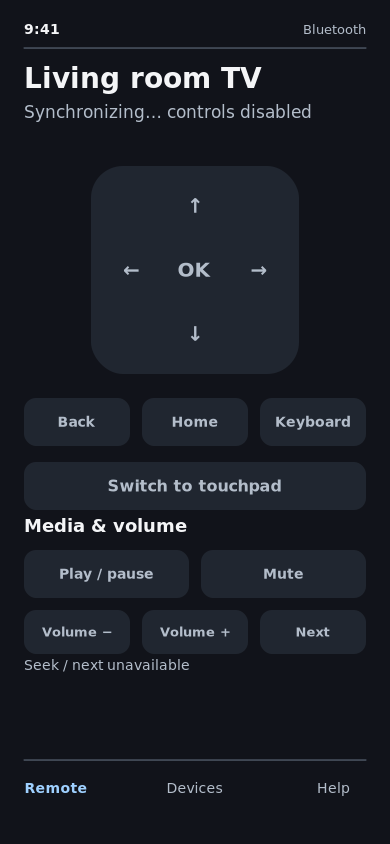 9:41 Bluetooth
Living room TV
Synchronizing... controls disabled
↑
← OK →
↓
Back Home Keyboard
Switch to touchpad
Media & volume
Play / pause Mute
Volume − Volume + Next
Seek / next unavailable
Remote Devices Help